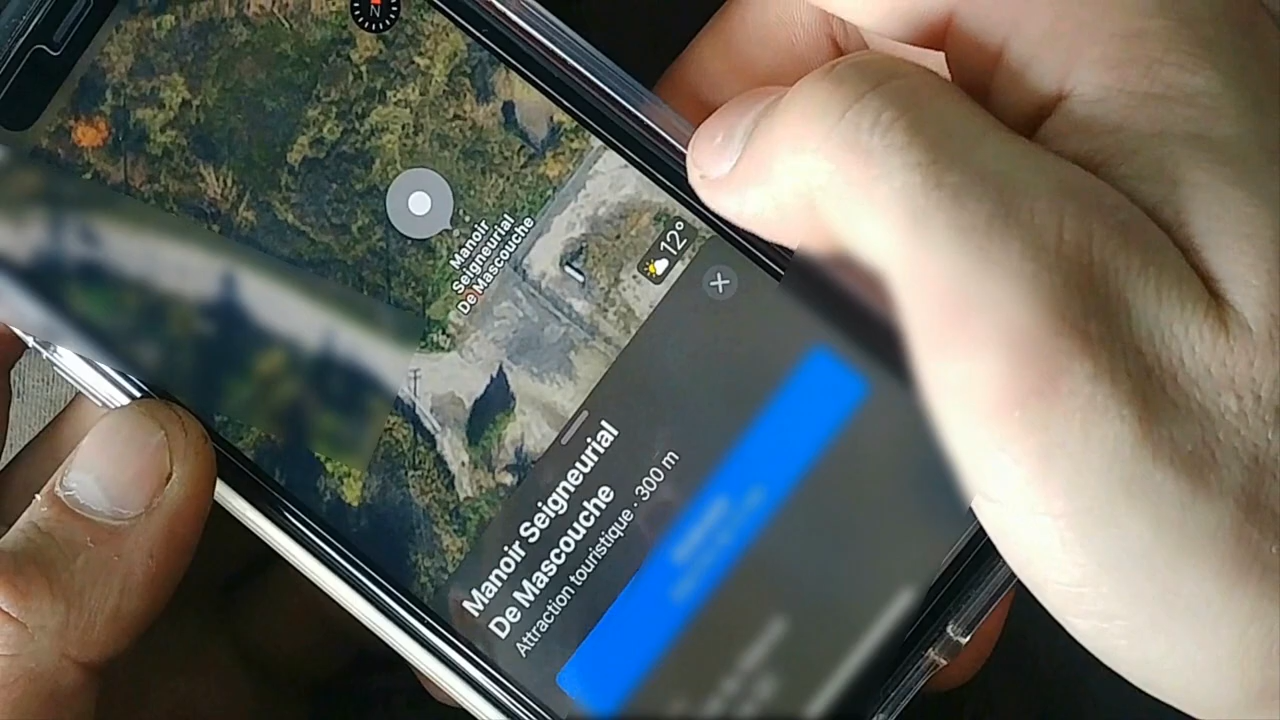 N
Manoir
Seigneurial
De Mascouche
12°
Manoir Seigneurial
De Mascouche
Attraction touristique · 300 m